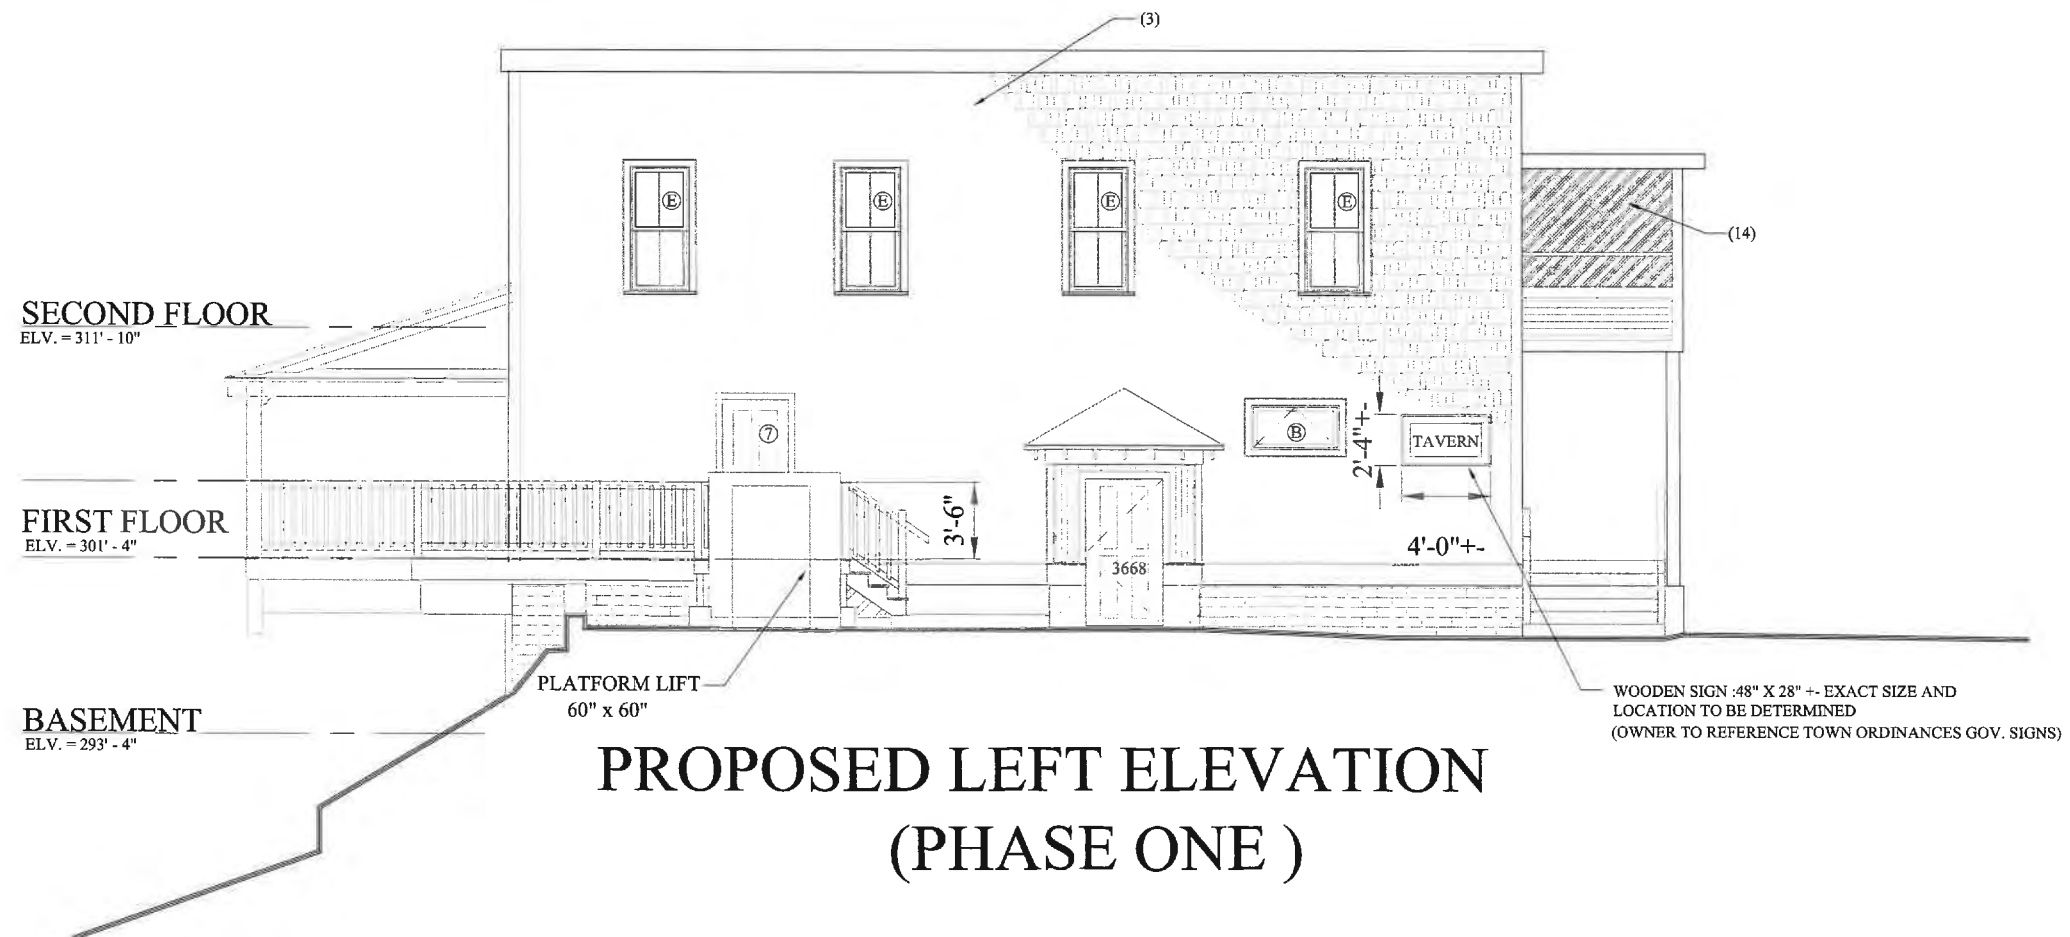 (3)
E
E
E
E
(14)
SECOND FLOOR
ELV. = 311' - 10"
7
B
2'-4"+-
TAVERN
FIRST FLOOR
ELV. = 301' - 4"
3'-6"
4'-0"+-
3668
PLATFORM LIFT
60" x 60"
WOODEN SIGN :48" X 28" +- EXACT SIZE AND
LOCATION TO BE DETERMINED
(OWNER TO REFERENCE TOWN ORDINANCES GOV. SIGNS)
BASEMENT
ELV. = 293' - 4"
PROPOSED LEFT ELEVATION
(PHASE ONE )